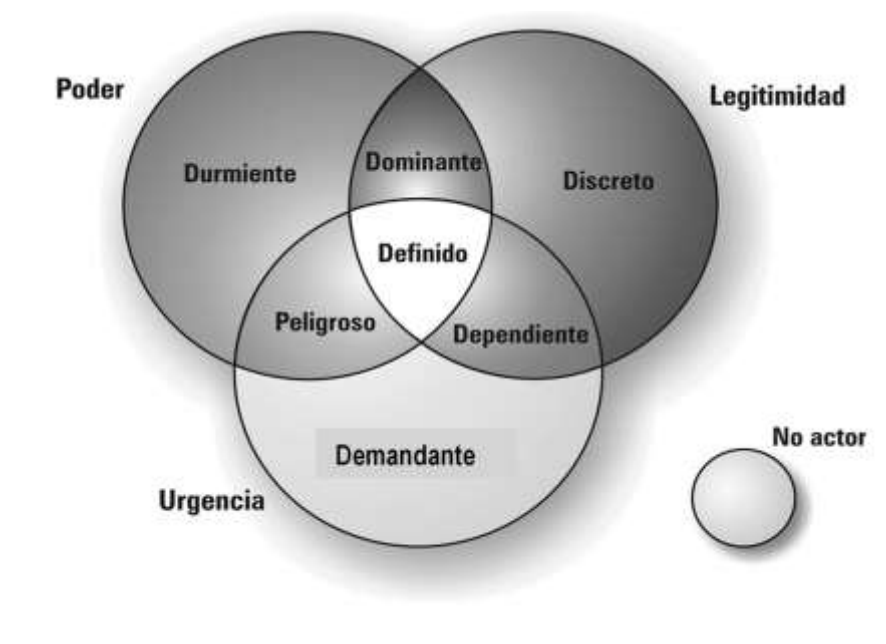 Poder
Legitimidad
Durmiente
Dominante
Discreto
Definido
Peligroso
Dependiente
Demandante
Urgencia
No actor